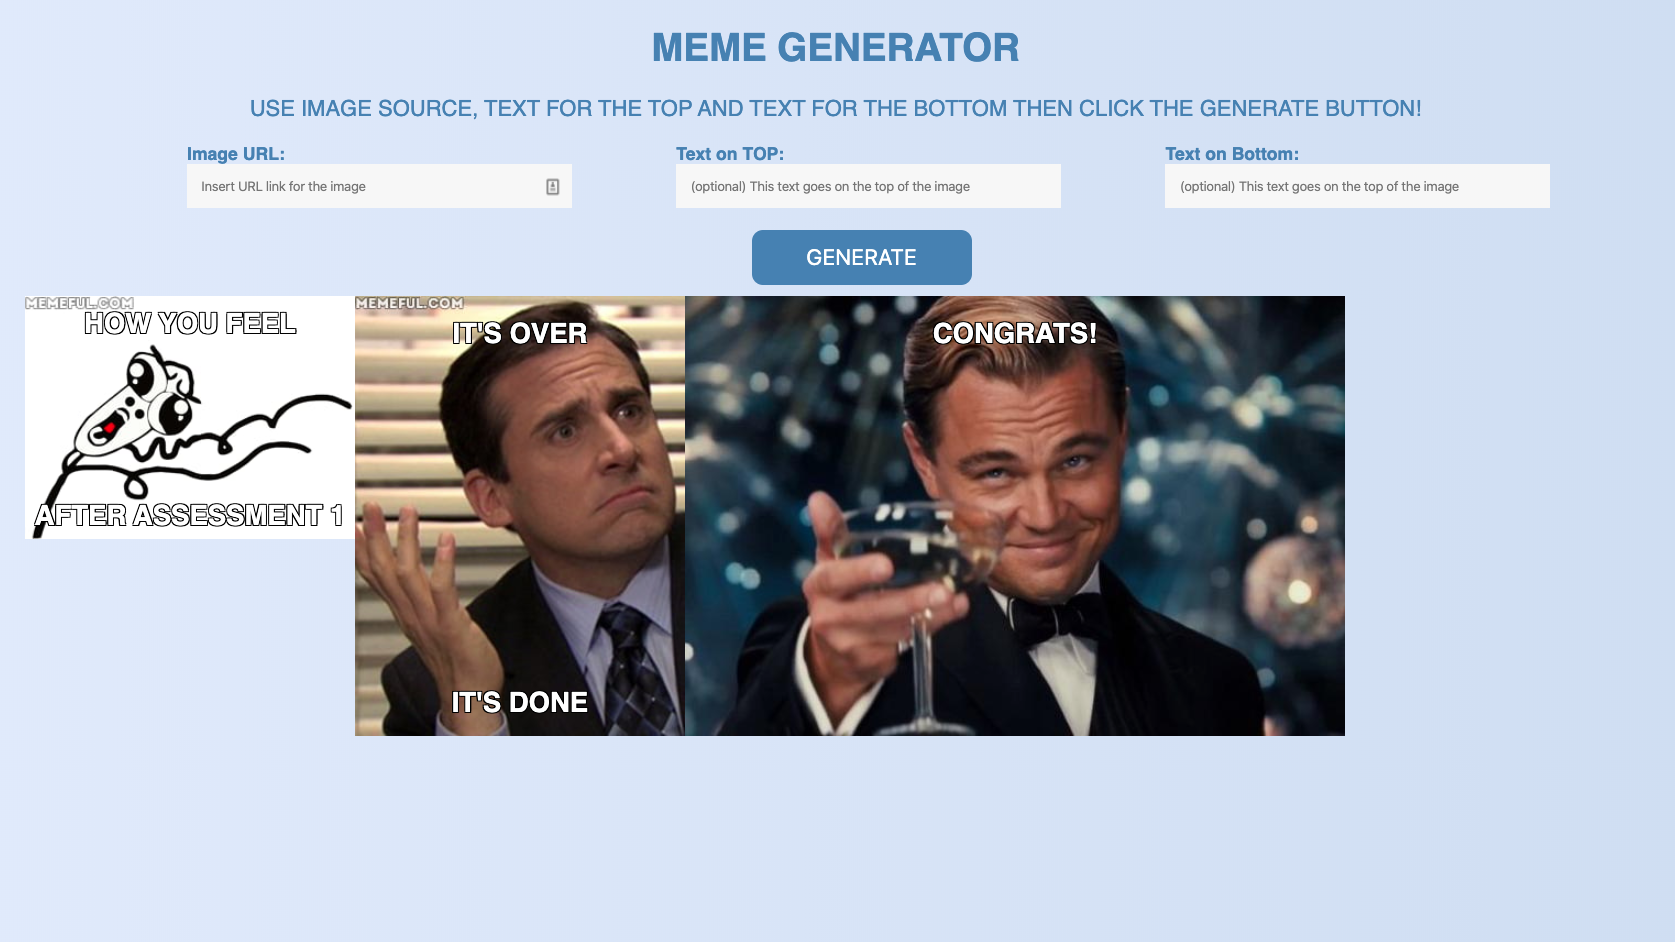 MEME GENERATOR
USE IMAGE SOURCE, TEXT FOR THE TOP AND TEXT FOR THE BOTTOM THEN CLICK THE GENERATE BUTTON!
Image URL:
Insert URL link for the image
Text on TOP:
(optional) This text goes on the top of the image
Text on Bottom:
(optional) This text goes on the top of the image
GENERATE
MEMEFUL.COM
HOW YOU FEEL
AFTER ASSESSMENT 1
MEMEFUL.COM
IT'S OVER
IT'S DONE
CONGRATS!